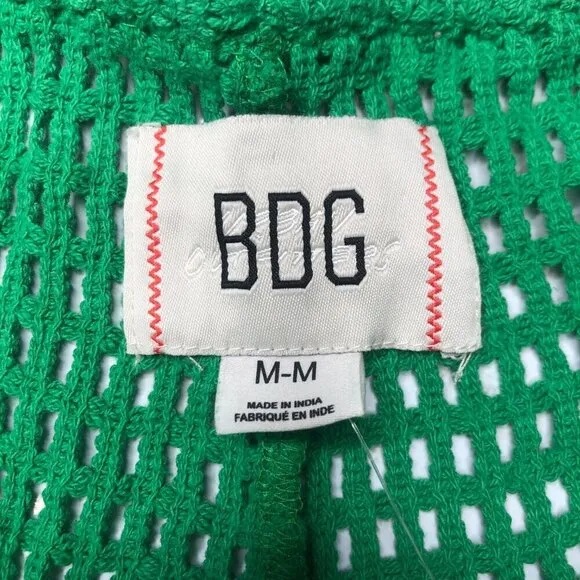 BDG
M-M
MADE IN INDIA
FABRIQUÉ EN INDE